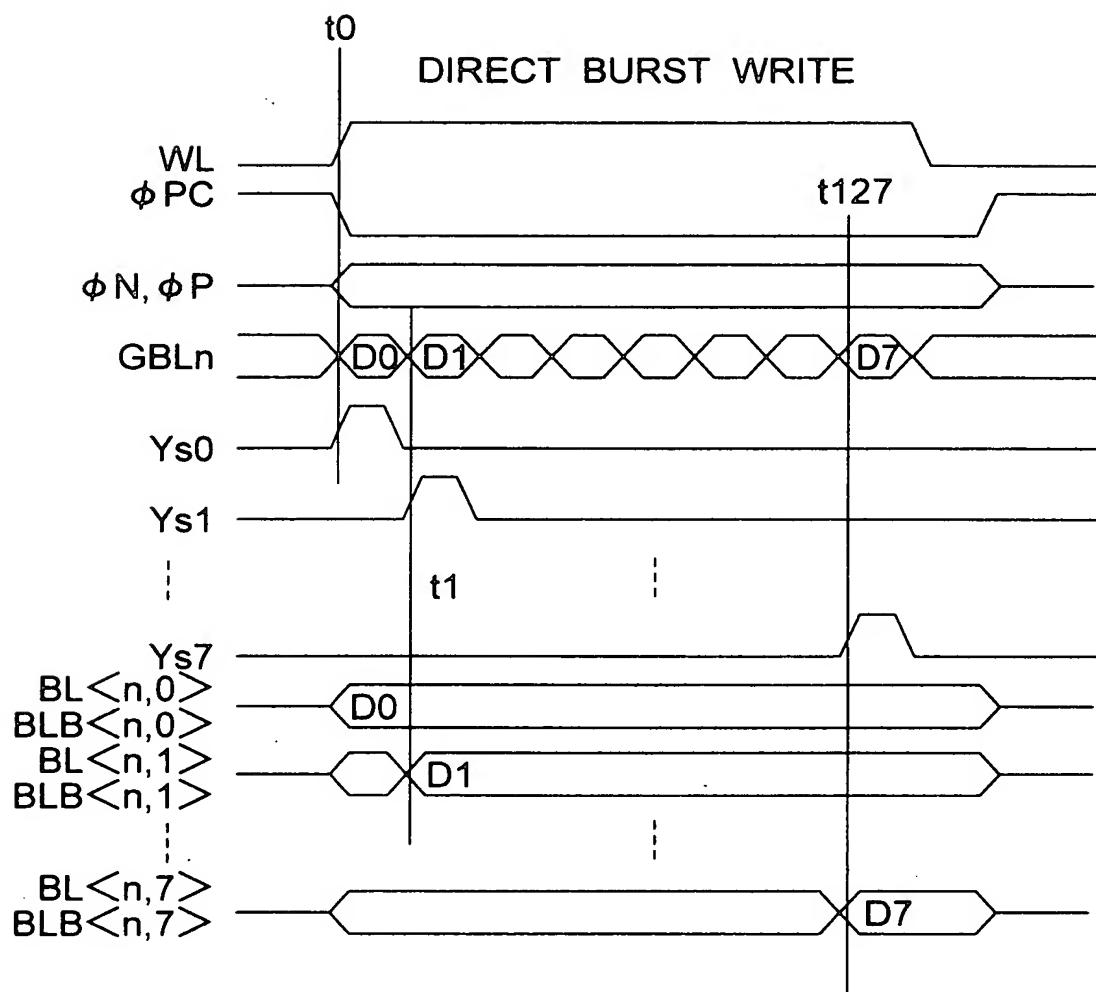 t0
DIRECT BURST WRITE
WL
φPC
t127
φN, φP
GBLn
D0
D1
D7
Ys0
Ys1
t1
Ys7
BL<n,0>
BLB<n,0>
D0
BL<n,1>
BLB<n,1>
D1
BL<n,7>
BLB<n,7>
D7